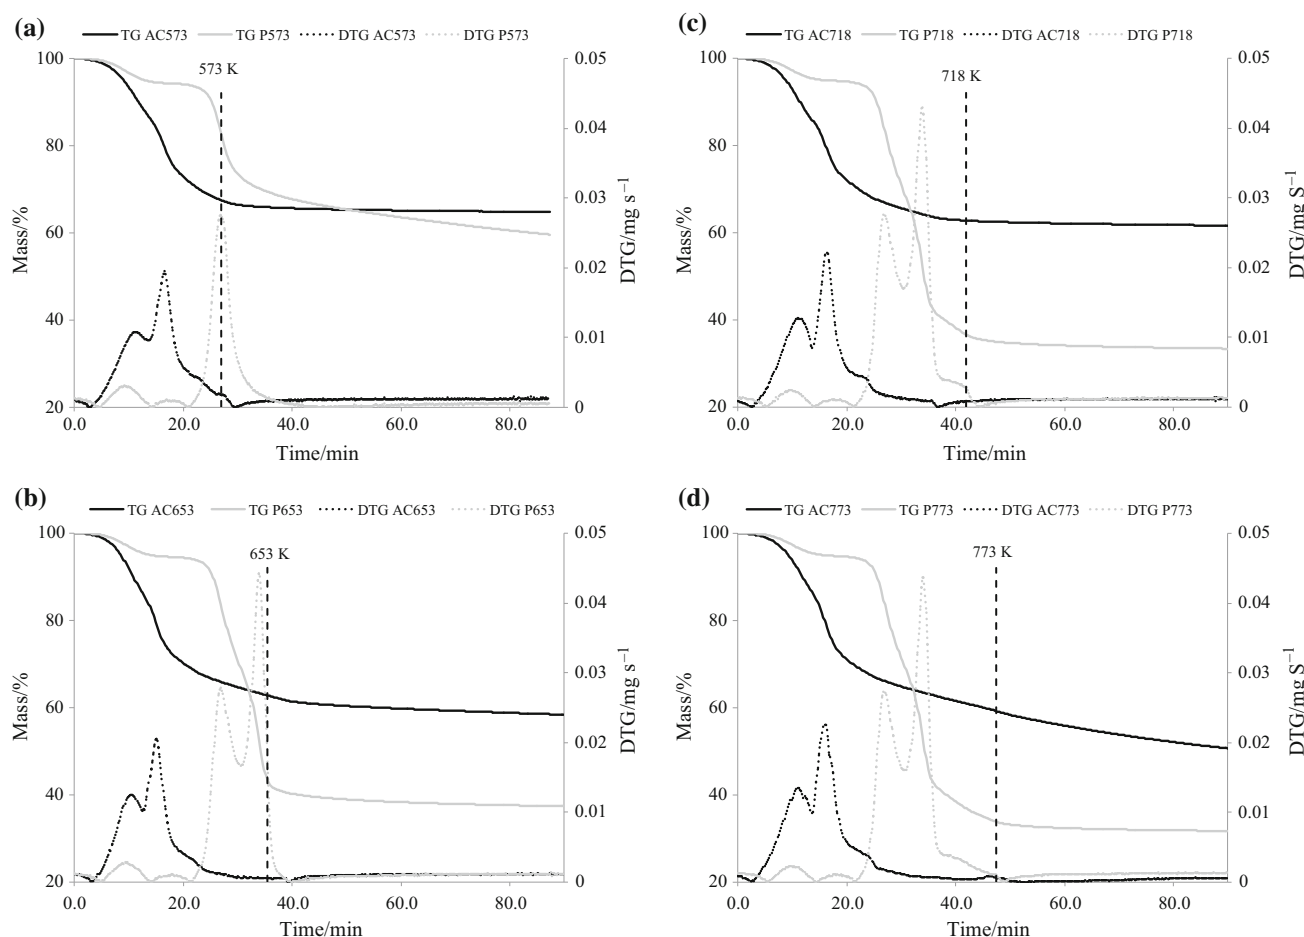 (a)
TG AC573 TG P573 DTG AC573 DTG P573
100 0.05
573 K
80 0.04
0.03
60
0.02
40
0.01
20 0
0.0 20.0 40.0 60.0 80.0
Mass/%
DTG/mg s−1
Time/min
(c)
TG AC718 TG P718 DTG AC718 DTG P718
100 0.05
718 K
80 0.04
0.03
60
0.02
40
0.01
20 0
0.0 20.0 40.0 60.0 80.0
Mass/%
DTG/mg s−1
Time/min
(b)
TG AC653 TG P653 DTG AC653 DTG P653
100 0.05
653 K
80 0.04
0.03
60
0.02
40
0.01
20 0
0.0 20.0 40.0 60.0 80.0
Mass/%
DTG/mg s−1
Time/min
(d)
TG AC773 TG P773 DTG AC773 DTG P773
100 0.05
773 K
80 0.04
0.03
60
0.02
40
0.01
20 0
0.0 20.0 40.0 60.0 80.0
Mass/%
DTG/mg S−1
Time/min